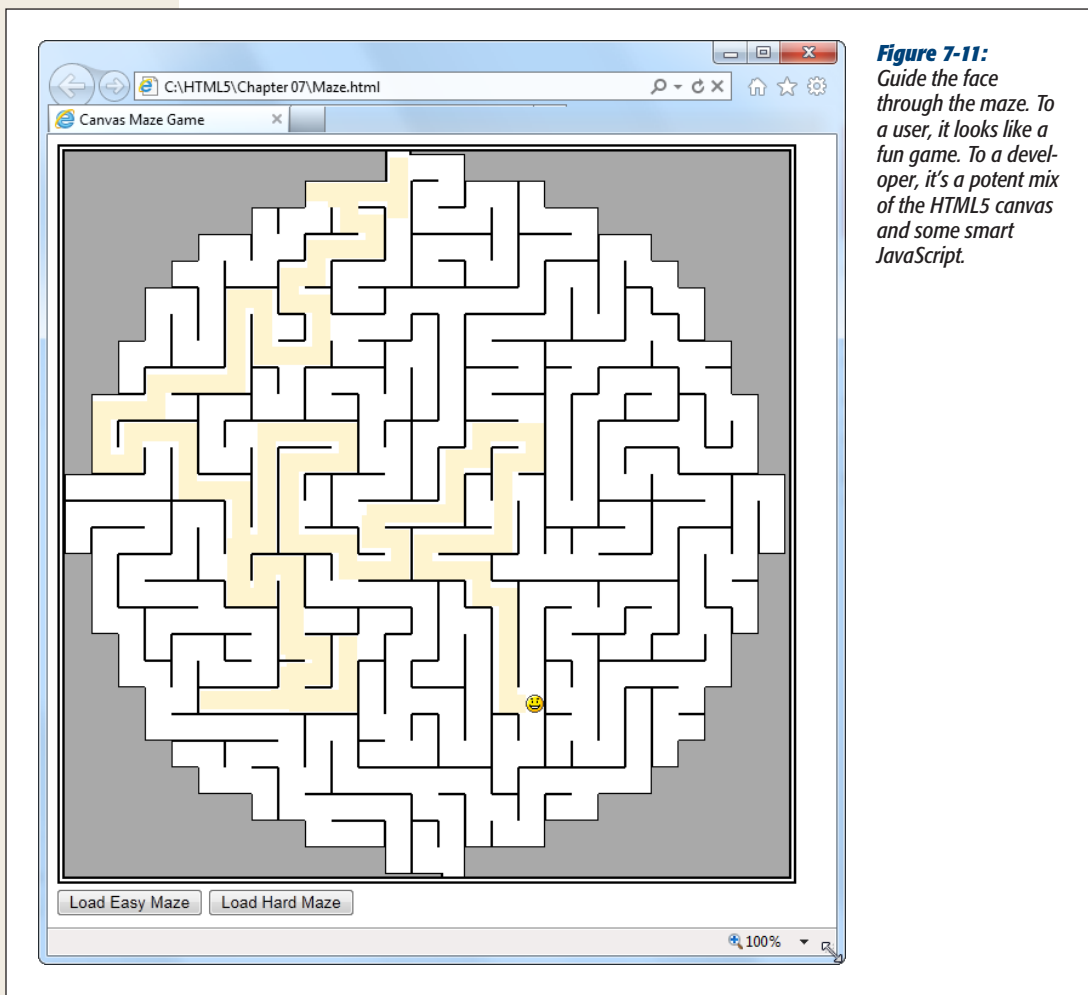 C:\HTML5\Chapter 07\Maze.html
Canvas Maze Game
Load Easy Maze
Load Hard Maze
100%
Figure 7-11:
Guide the face
through the maze. To
a user, it looks like a
fun game. To a devel-
oper, it's a potent mix
of the HTML5 canvas
and some smart
JavaScript.